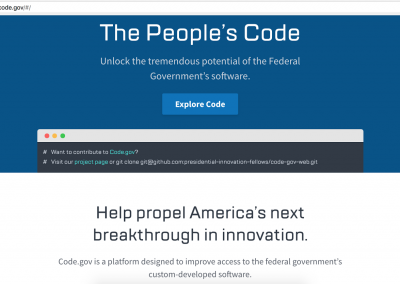 code.gov/#/
The People's Code
Unlock the tremendous potential of the Federal
Government's software.
Explore Code
# Want to contribute to Code.gov?
# Visit our project page or git clone git@github.com:presidential-innovation-fellows/code-gov-web.git
Help propel America's next
breakthrough in innovation.
Code.gov is a platform designed to improve access to the federal government's
custom-developed software.